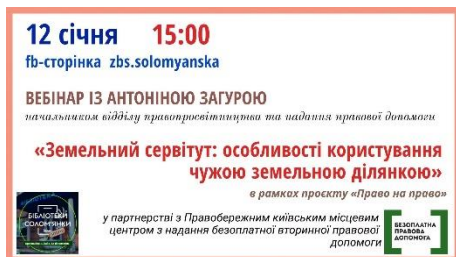 12 січня 15:00
fb-сторінка zbs.solomyanska
ВЕБІНАР ІЗ АНТОНІНОЮ ЗАГУРОЮ
начальником відділу правопросвітництва та надання правової допомоги
«Земельний сервітут: особливості користування
чужою земельною ділянкою»
в рамках проєкту «Право на право»
у партнерстві з Правобережним київським місцевим
центром з надання безоплатної вторинної правової
допомоги
БІБЛІОТЕКИ
СОЛОМ'ЯНКИ
БЕЗОПЛАТНА
ПРАВОВА
ДОПОМОГА